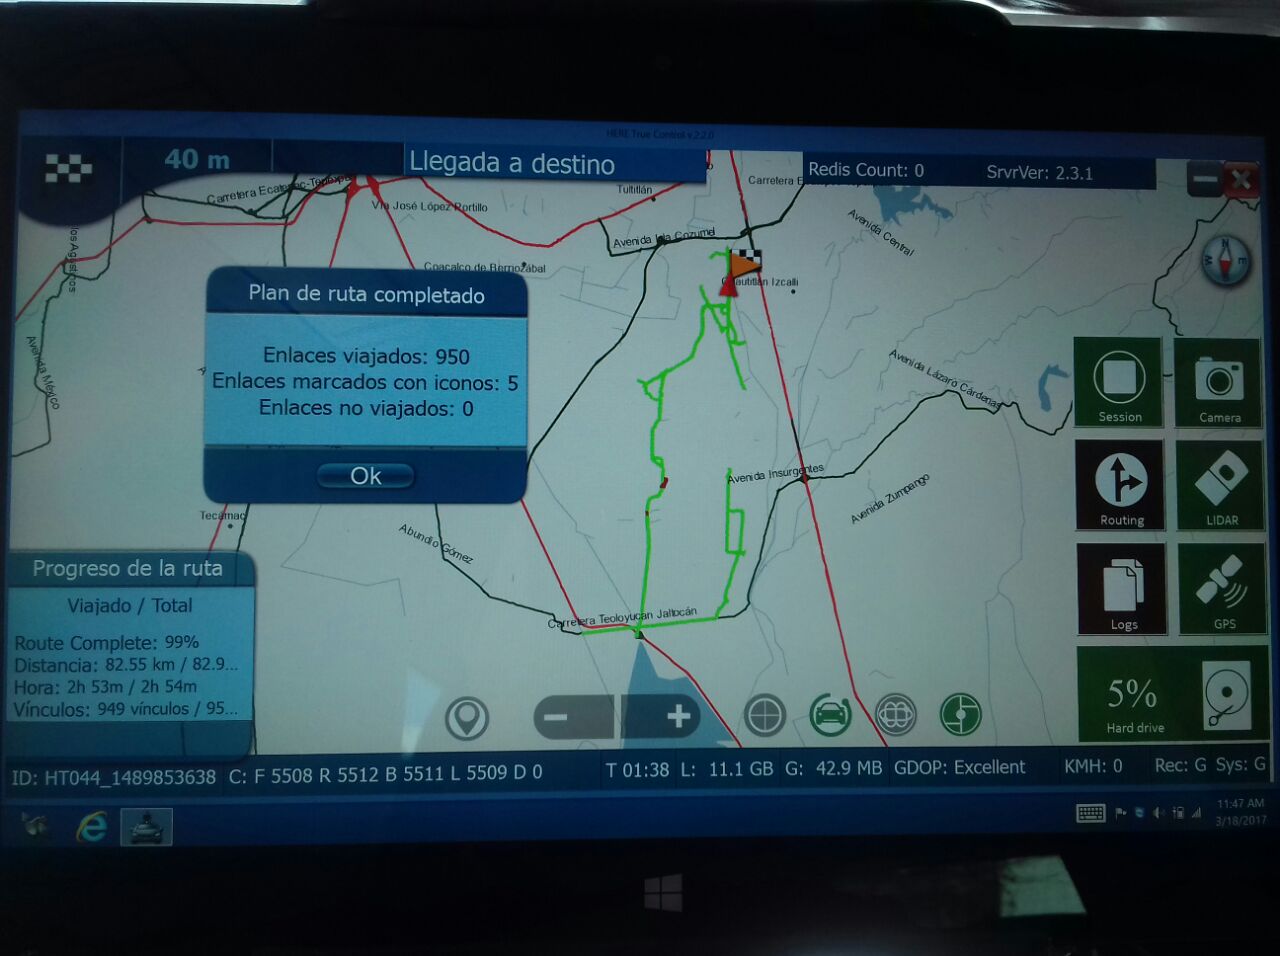 HERE True Control v.2.2.0
40 m
Llegada a destino
Redis Count: 0
SrvrVer: 2.3.1
Tultitlán
Vía José López Portillo
Avenida Isla Cozumel
Avenida Central
Coacalco de Berriozábal
Cuautitlán Izcalli
Avenida México
Avenida Lázaro Cárdenas
Avenida Insurgentes
Avenida Zumpango
Tecámac
Abundio Gómez
Carretera Teoloyucan Jaltocán
N
E
S
W
Plan de ruta completado
Enlaces viajados: 950
Enlaces marcados con iconos: 5
Enlaces no viajados: 0
Ok
Session
Camera
Routing
LIDAR
Logs
GPS
5%
Hard drive
Progreso de la ruta
Viajado / Total
Route Complete: 99%
Distancia: 82.55 km / 82.9...
Hora: 2h 53m / 2h 54m
Vínculos: 949 vínculos / 95...
ID: HT044_1489853638 C: F 5508 R 5512 B 5511 L 5509 D 0 T 01:38 L: 11.1 GB G: 42.9 MB GDOP: Excellent KMH: 0 Rec: G Sys: G
11:47 AM
3/18/2017